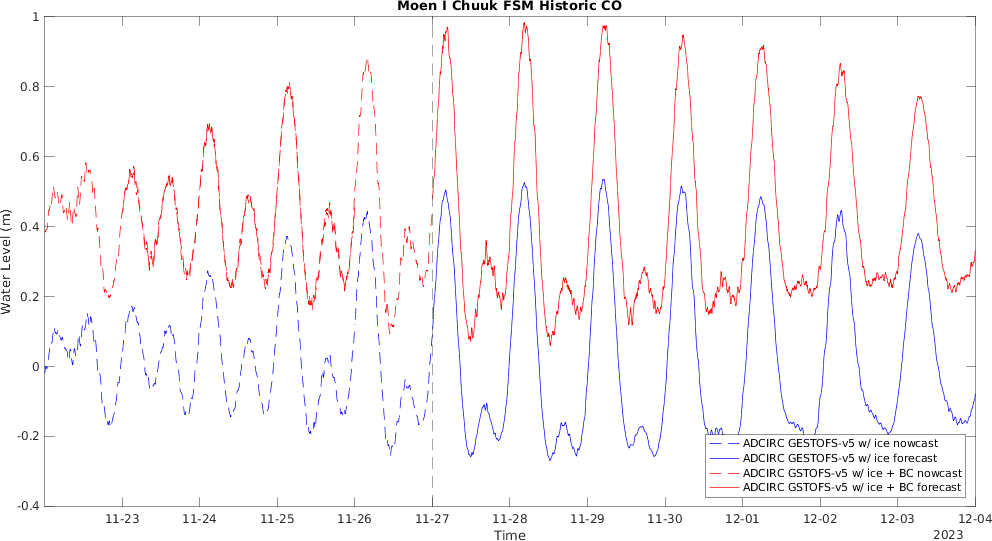 Moen I Chuuk FSM Historic CO
Water Level (m)
1
0.8
0.6
0.4
0.2
0
-0.2
-0.4
ADCIRC GESTOFS-v5 w/ ice nowcast
ADCIRC GESTOFS-v5 w/ ice forecast
ADCIRC GSTOFS-v5 w/ ice + BC nowcast
ADCIRC GSTOFS-v5 w/ ice + BC forecast
11-23 11-24 11-25 11-26 11-27 11-28 11-29 11-30 12-01 12-02 12-03 12-04
Time
2023